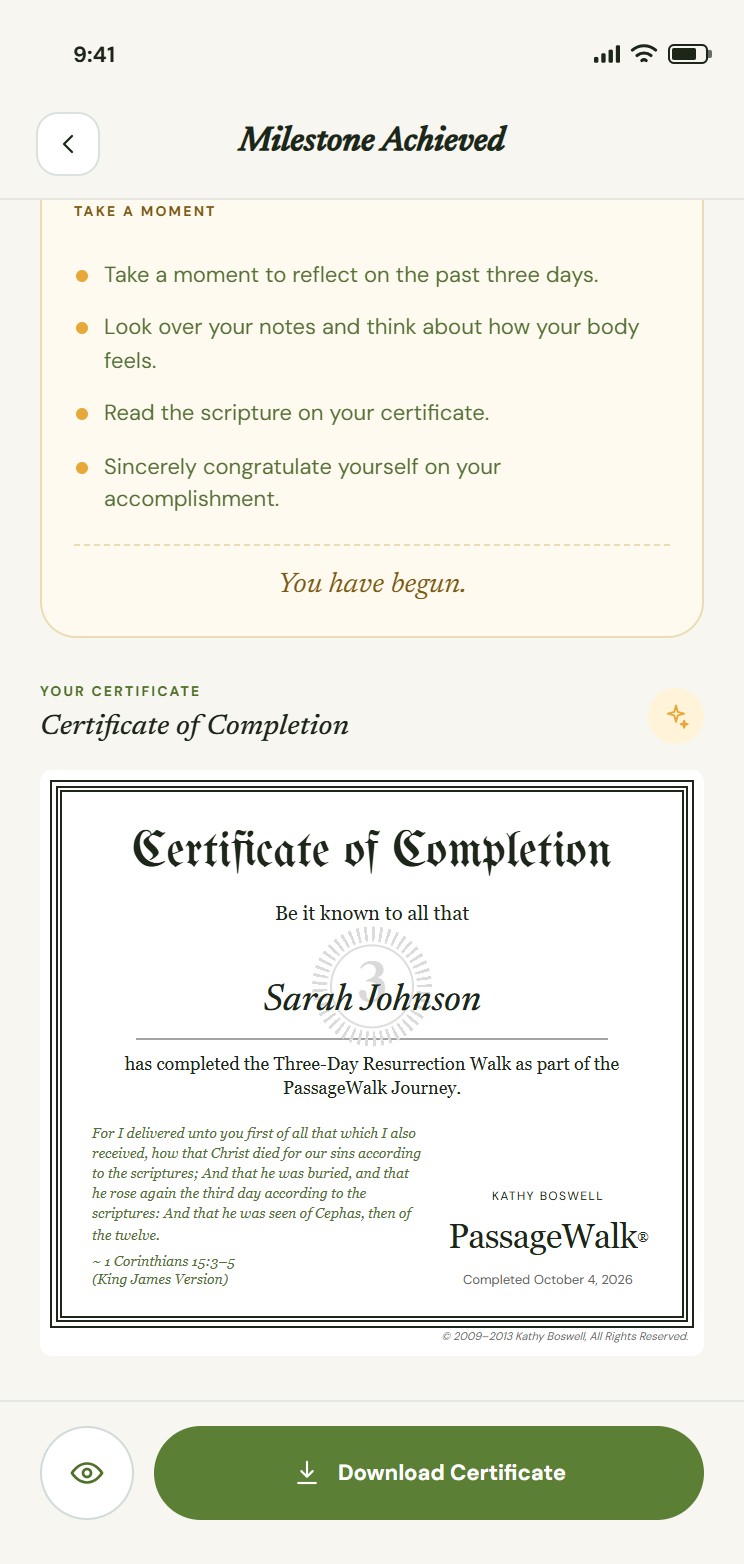 9:41
Milestone Achieved
TAKE A MOMENT
Take a moment to reflect on the past three days.
Look over your notes and think about how your body
feels.
Read the scripture on your certificate.
Sincerely congratulate yourself on your
accomplishment.
You have begun.
YOUR CERTIFICATE
Certificate of Completion
Certificate of Completion
Be it known to all that
3
Sarah Johnson
has completed the Three-Day Resurrection Walk as part of the
PassageWalk Journey.
For I delivered unto you first of all that which I also
received, how that Christ died for our sins according
to the scriptures; And that he was buried, and that
he rose again the third day according to the
scriptures: And that he was seen of Cephas, then of
the twelve.
~ 1 Corinthians 15:3–5
(King James Version)
KATHY BOSWELL
PassageWalk®
Completed October 4, 2026
© 2009–2013 Kathy Boswell, All Rights Reserved.
Download Certificate